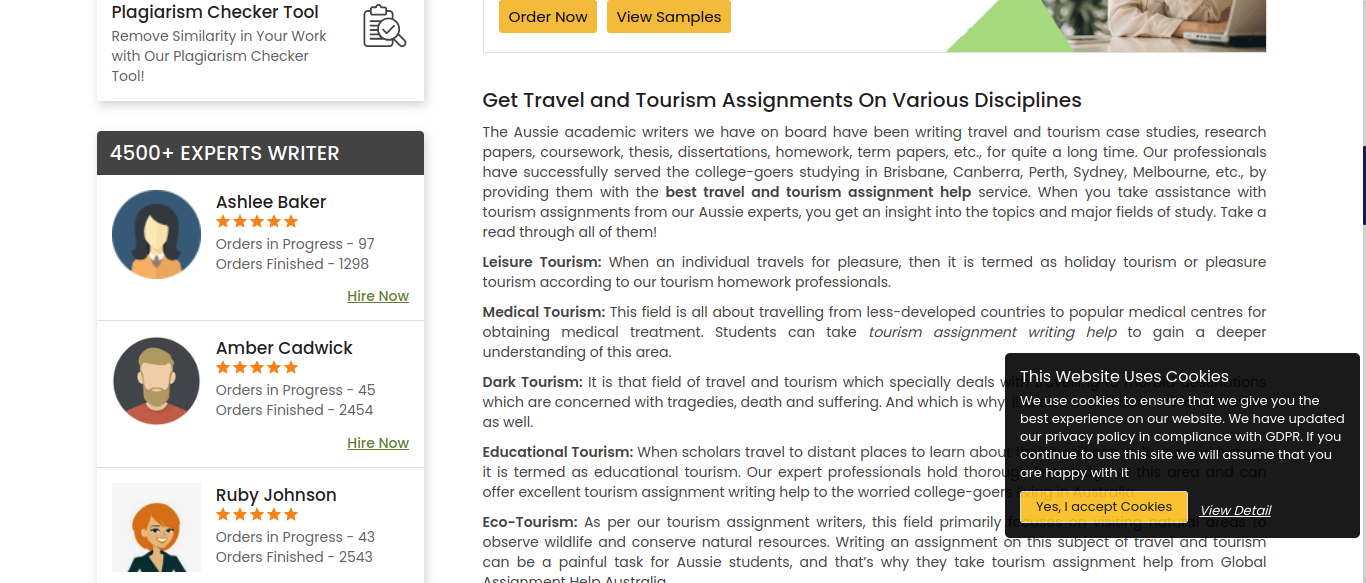 Plagiarism Checker Tool
Remove Similarity in Your Work
with Our Plagiarism Checker
Tool!
4500+ EXPERTS WRITER
Ashlee Baker
Orders in Progress - 97
Orders Finished - 1298
Hire Now
Amber Cadwick
Orders in Progress - 45
Orders Finished - 2454
Hire Now
Ruby Johnson
Orders in Progress - 43
Orders Finished - 2543
Order Now
View Samples
Get Travel and Tourism Assignments On Various Disciplines
The Aussie academic writers we have on board have been writing travel and tourism case studies, research
papers, coursework, thesis, dissertations, homework, term papers, etc., for quite a long time. Our professionals
have successfully served the college-goers studying in Brisbane, Canberra, Perth, Sydney, Melbourne, etc., by
providing them with the best travel and tourism assignment help service. When you take assistance with
tourism assignments from our Aussie experts, you get an insight into the topics and major fields of study. Take a
read through all of them!
Leisure Tourism: When an individual travels for pleasure, then it is termed as holiday tourism or pleasure
tourism according to our tourism homework professionals.
Medical Tourism: This field is all about travelling from less-developed countries to popular medical centres for
obtaining medical treatment. Students can take tourism assignment writing help to gain a deeper
understanding of this area.
Dark Tourism: It is that field of travel and tourism which specially deals with travelling to morbid destinations
which are concerned with tragedies, death and suffering. And which is why,
as well.
Educational Tourism: When scholars travel to distant places to learn about
it is termed as educational tourism. Our expert professionals hold thorough this area and can
offer excellent tourism assignment writing help to the worried college-goers living in Australia.
Eco-Tourism: As per our tourism assignment writers, this field primarily focuses on visiting natural areas to
observe wildlife and conserve natural resources. Writing an assignment on this subject of travel and tourism
can be a painful task for Aussie students, and that's why they take tourism assignment help from Global
Assignment Help Australia.
This Website Uses Cookies
We use cookies to ensure that we give you the
best experience on our website. We have updated
our privacy policy in compliance with GDPR. If you
continue to use this site we will assume that you
are happy with it
Yes, I accept Cookies
View Detail